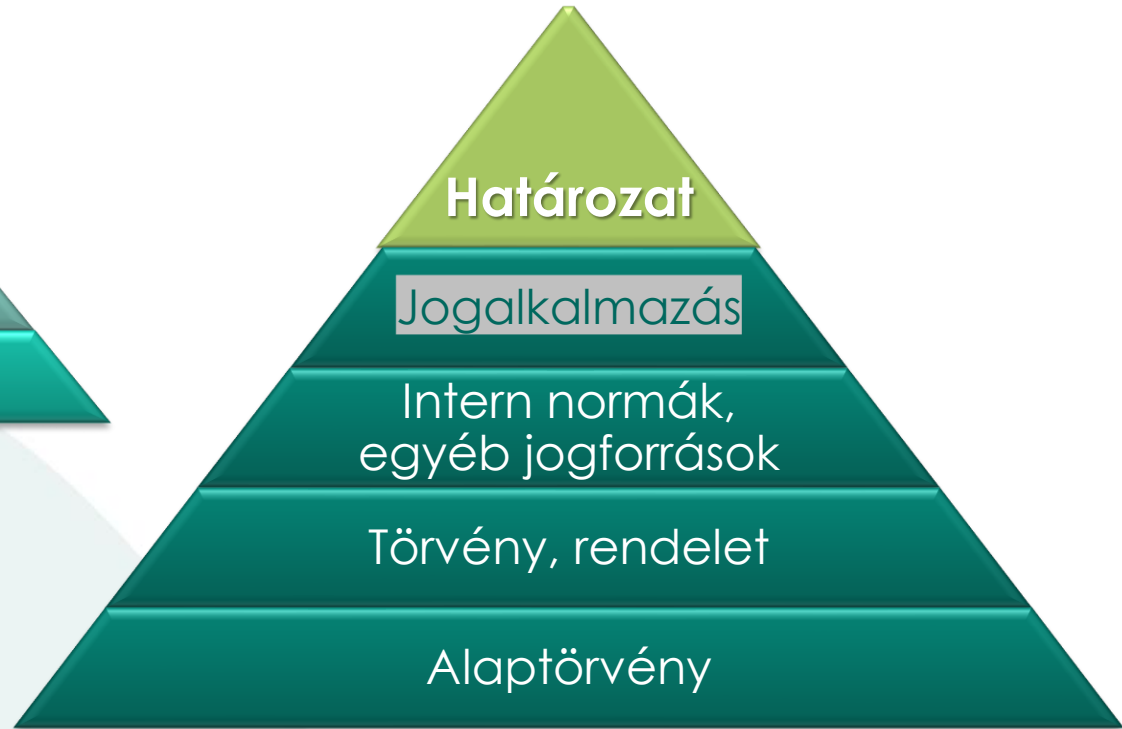 Határozat
Jogalkalmazás
Intern normák,
egyéb jogforrások
Törvény, rendelet
Alaptörvény